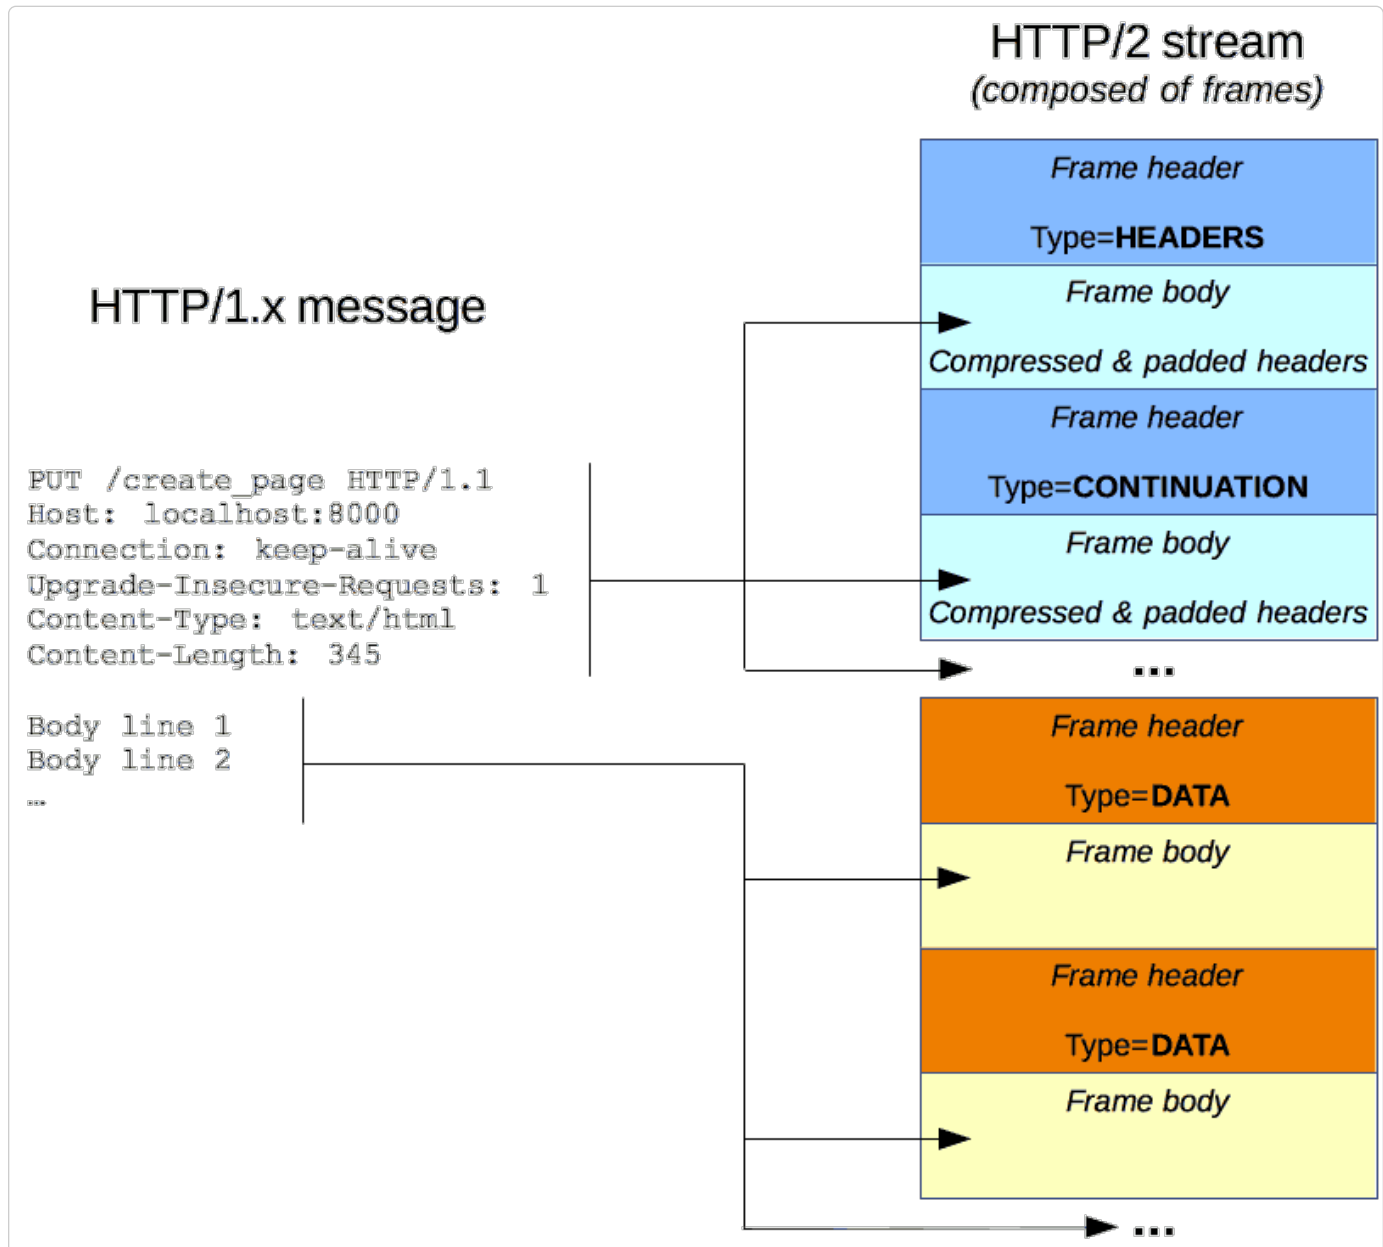 HTTP/2 stream
(composed of frames)
Frame header
Type=HEADERS
Frame body
Compressed & padded headers
Frame header
Type=CONTINUATION
Frame body
Compressed & padded headers
...
Frame header
Type=DATA
Frame body
Frame header
Type=DATA
Frame body
...
HTTP/1.x message
PUT /create_page HTTP/1.1
Host: localhost:8000
Connection: keep-alive
Upgrade-Insecure-Requests: 1
Content-Type: text/html
Content-Length: 345
Body line 1
Body line 2
…